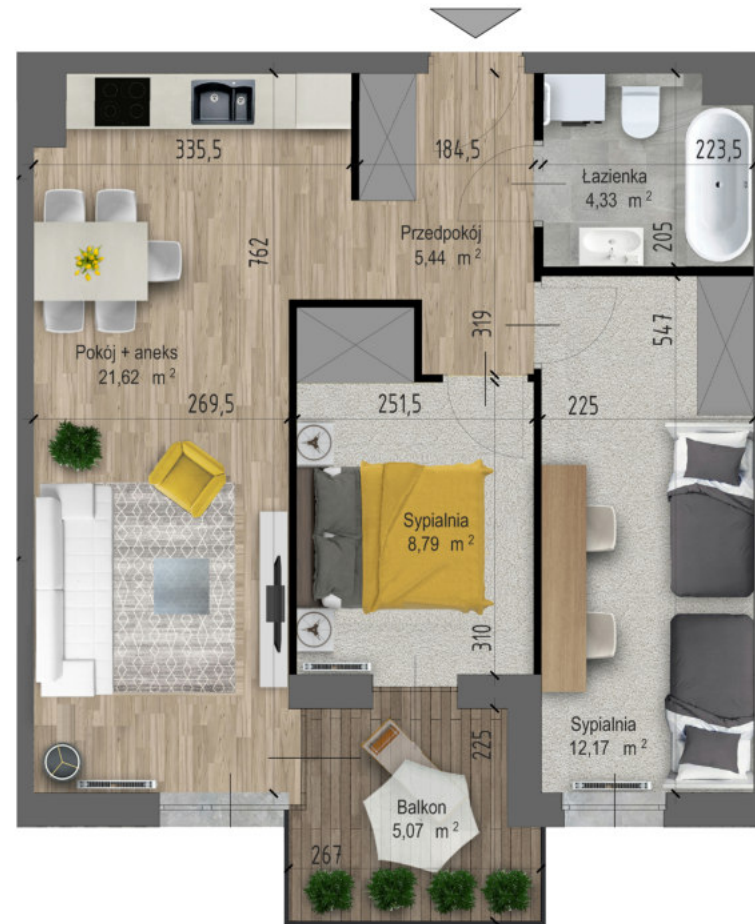 335,5
184,5
223,5
Łazienka
4,33 m²
205
Przedpokój
5,44 m²
762
319
547
Pokój + aneks
21,62 m²
269,5
251,5
225
Sypialnia
8,79 m²
310
Sypialnia
12,17 m²
225
Balkon
5,07 m²
267